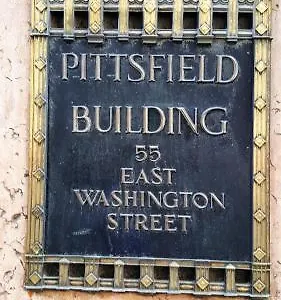 PITTSFIELD
BUILDING
55
EAST
WASHINGTON
STREET